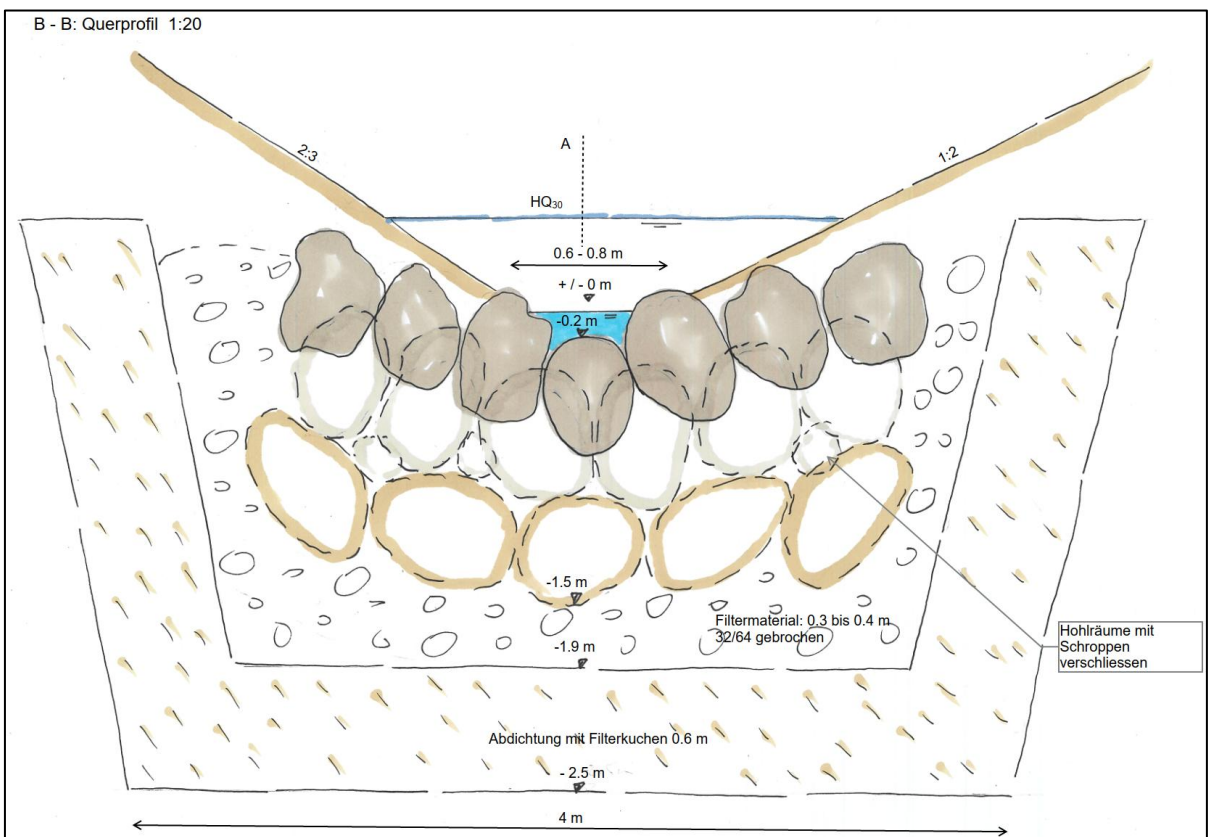 B - B: Querprofil 1:20
2:3
A
1:2
HQ30
0.6 - 0.8 m
+ / - 0 m
-0.2 m
-1.5 m
Filtermaterial: 0.3 bis 0.4 m
32/64 gebrochen
-1.9 m
Hohlräume mit
Schroppen
verschliessen
Abdichtung mit Filterkuchen 0.6 m
- 2.5 m
4 m